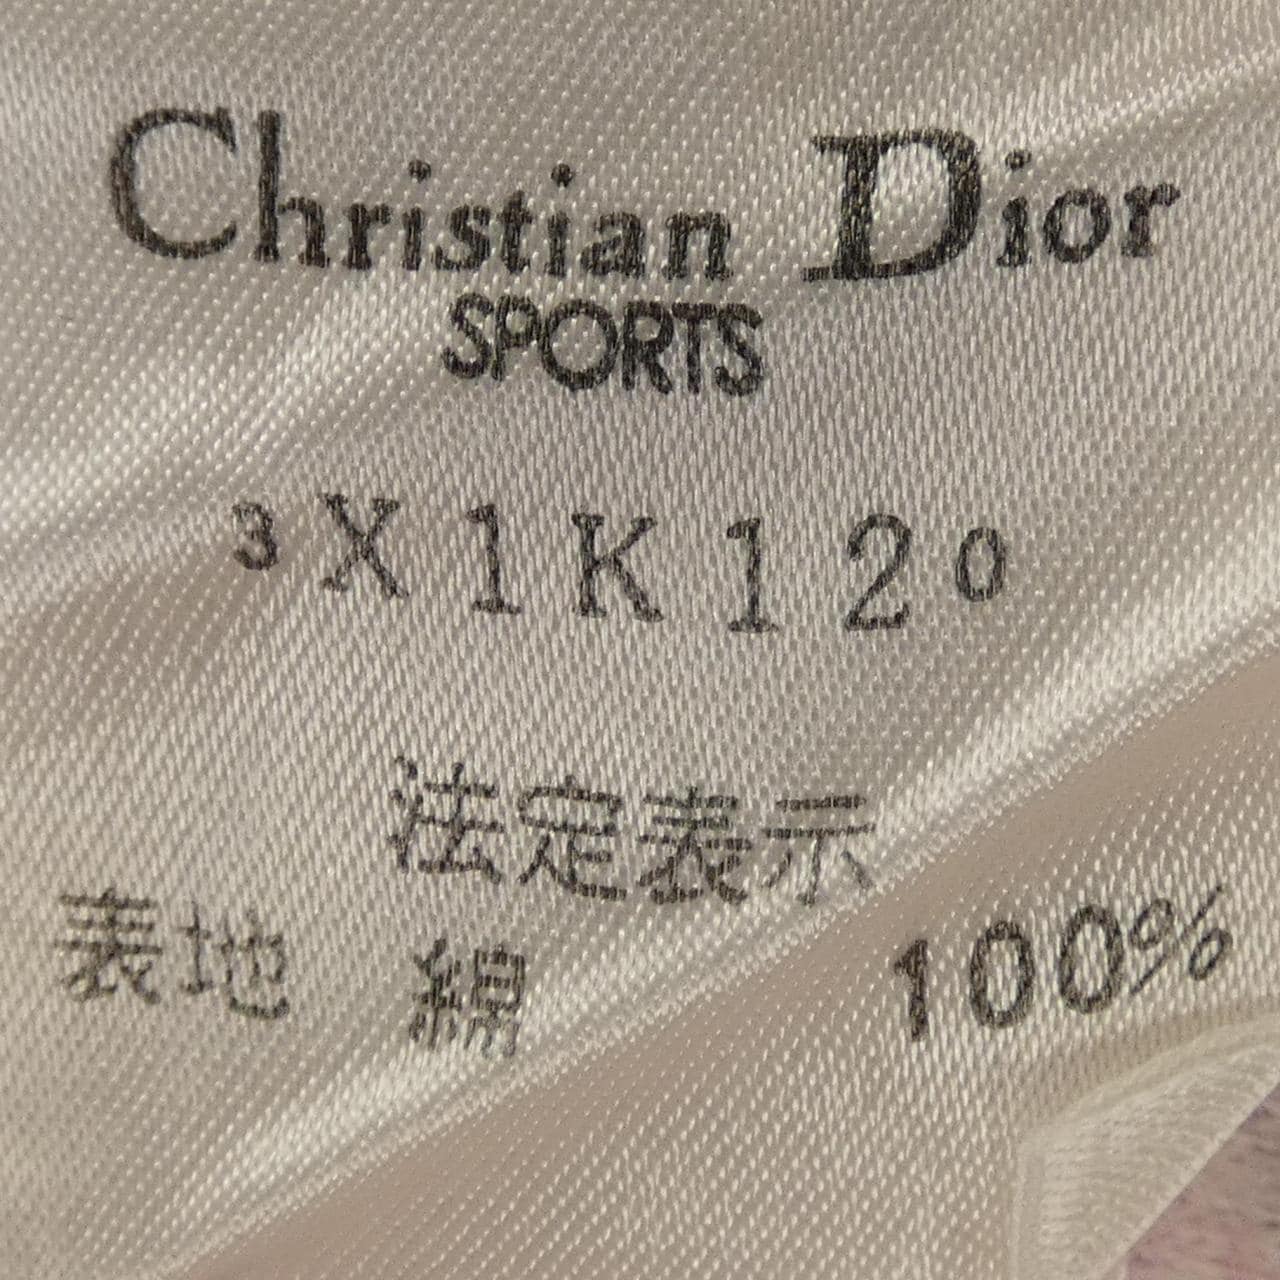 Christian Dior
SPORTS
3X1K120
法定表示
表地 綿 100%